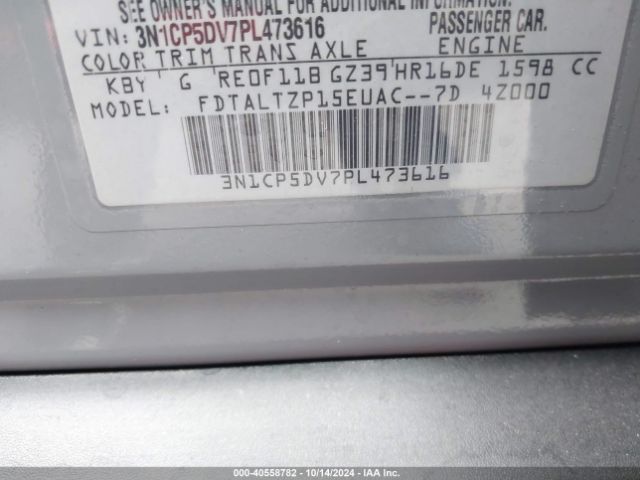 SEE OWNER'S MANUAL FOR ADDITIONAL INFORMATION.
VIN: 3N1CP5DV7PL473616 PASSENGER CAR.
COLOR TRIM TRANS AXLE ENGINE
KBY G RE0F11B GZ39 HR16DE 1598 CC
MODEL: FDTALTZP15EUAC--7D 4Z000
3N1CP5DV7PL473616
000-40558782 | 10/14/2024 - IAA Inc.